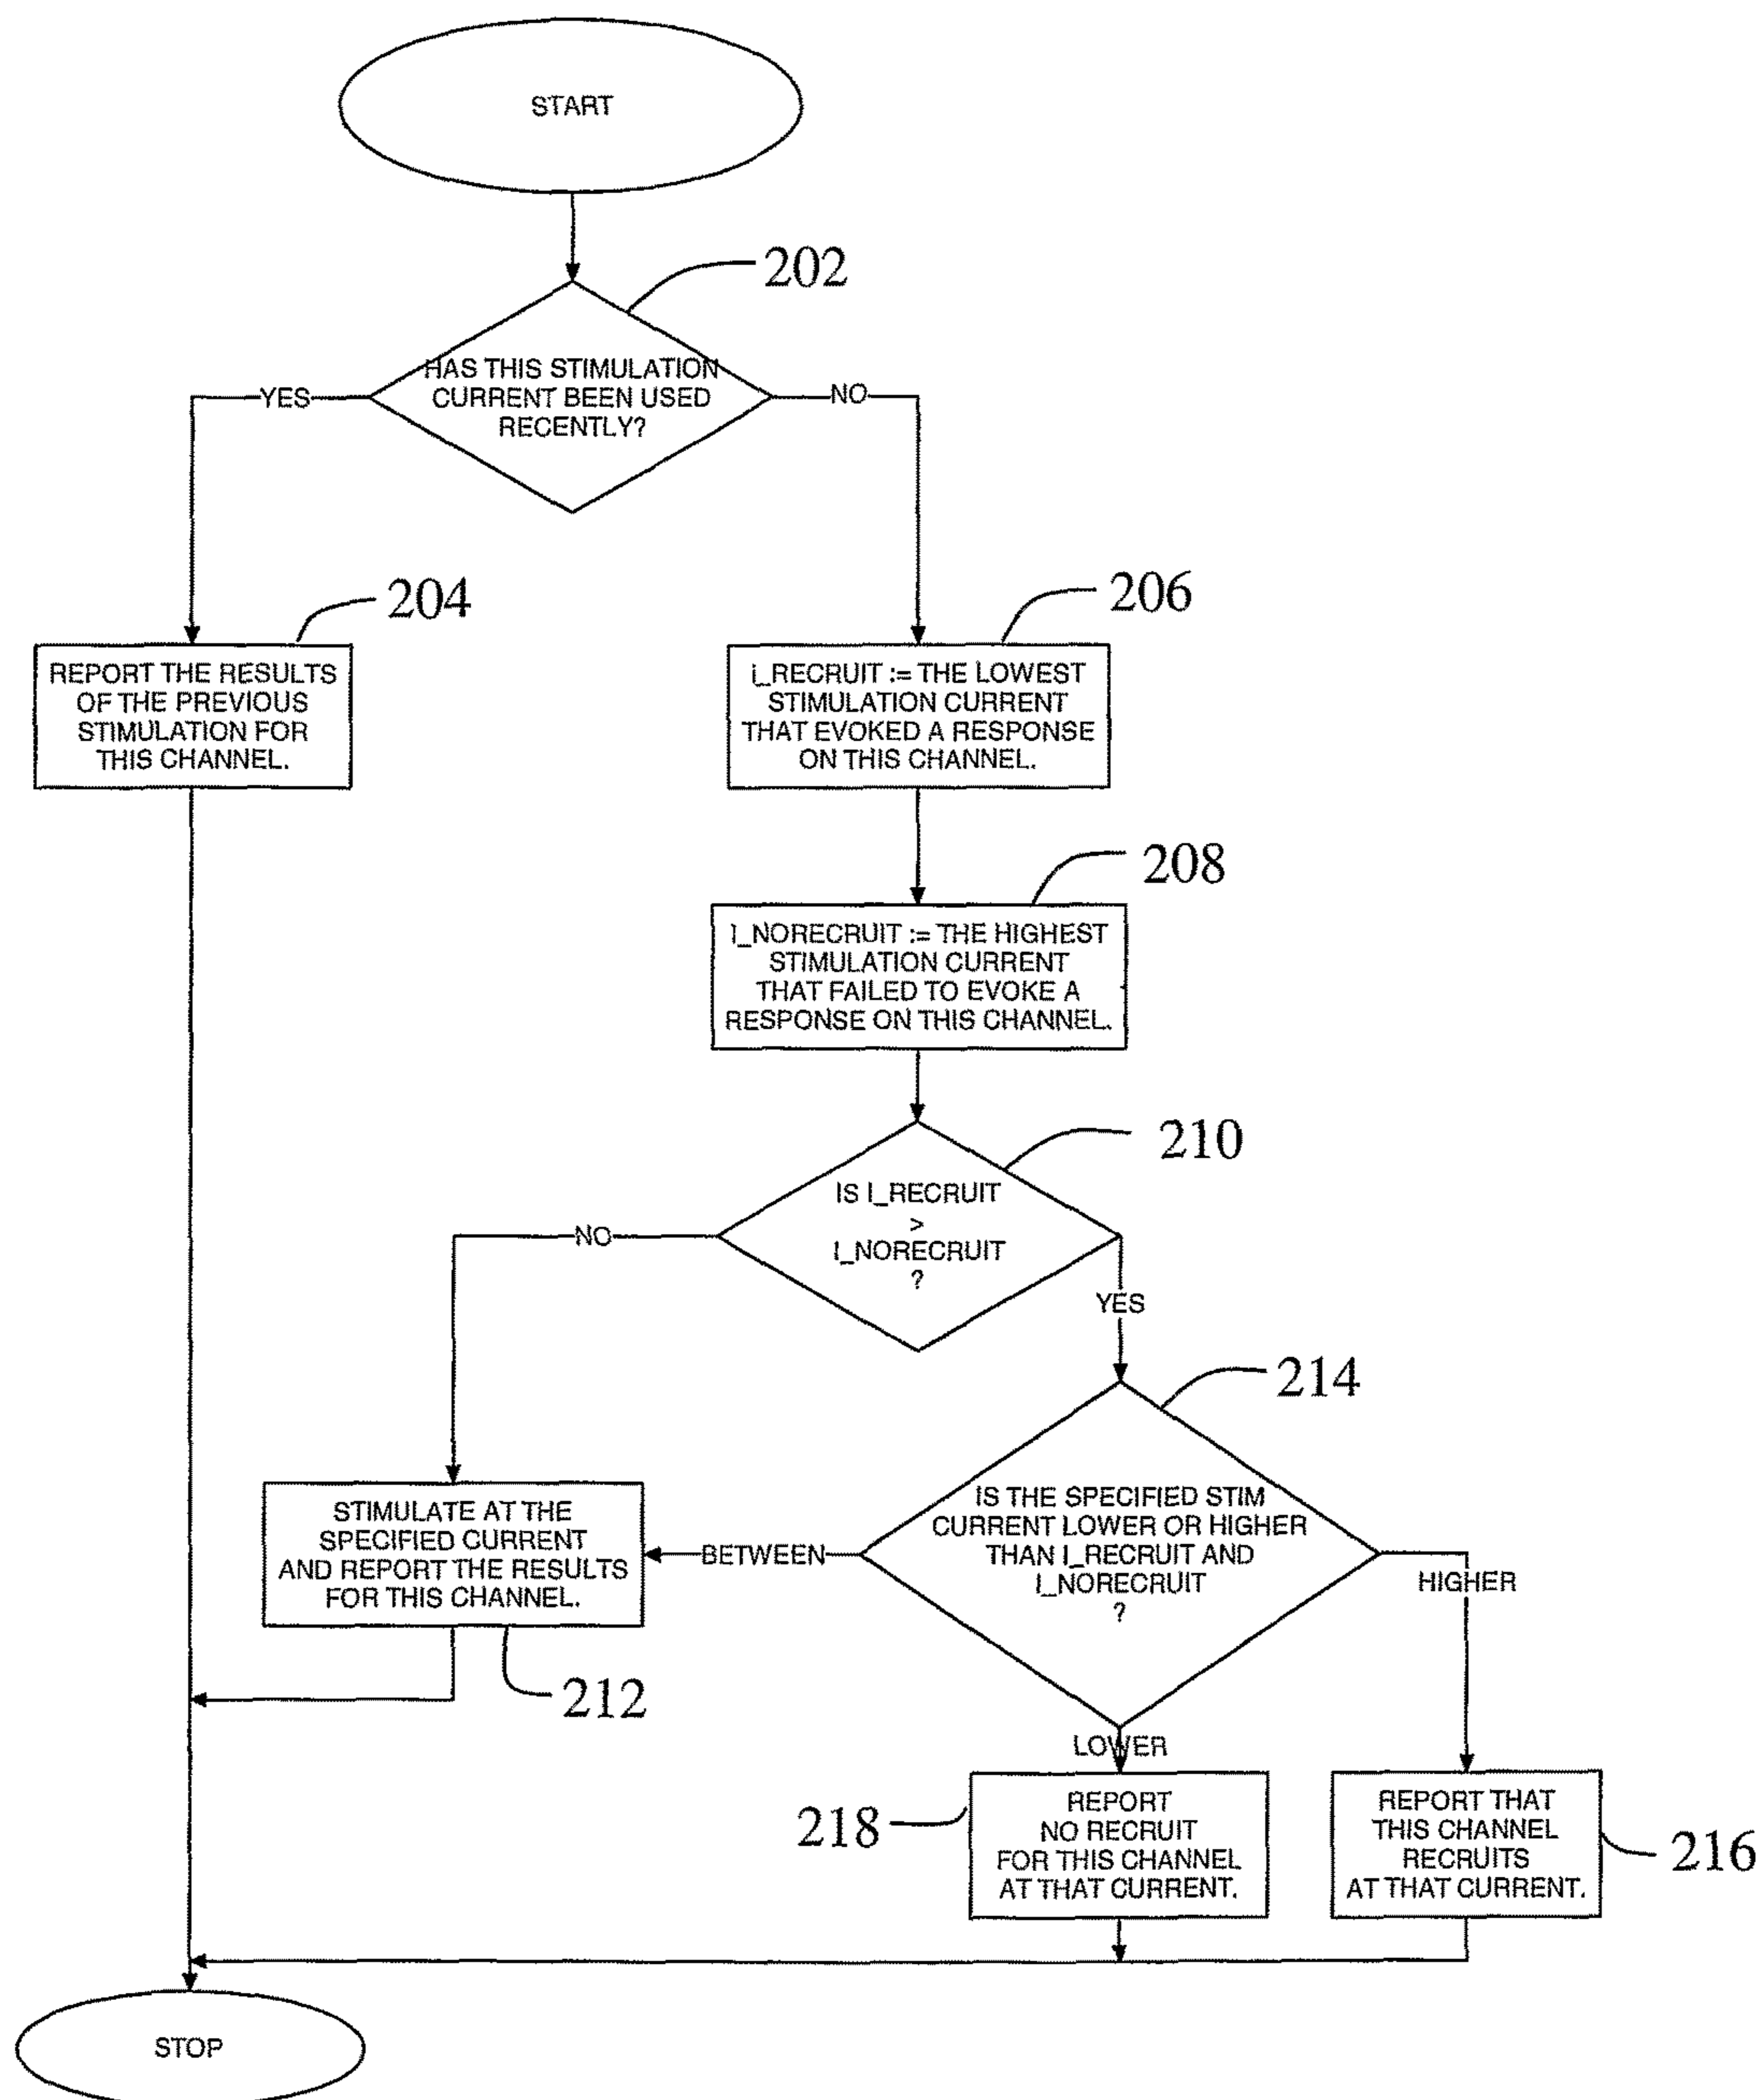 START
202
HAS THIS STIMULATION
CURRENT BEEN USED
RECENTLY?
YES
NO
204
206
REPORT THE RESULTS
OF THE PREVIOUS
STIMULATION FOR
THIS CHANNEL.
I_RECRUIT := THE LOWEST
STIMULATION CURRENT
THAT EVOKED A RESPONSE
ON THIS CHANNEL.
208
I_NORECRUIT := THE HIGHEST
STIMULATION CURRENT
THAT FAILED TO EVOKE A
RESPONSE ON THIS CHANNEL.
210
IS I_RECRUIT
>
I_NORECRUIT
?
NO
YES
214
IS THE SPECIFIED STIM
CURRENT LOWER OR HIGHER
THAN I_RECRUIT AND
I_NORECRUIT
?
STIMULATE AT THE
SPECIFIED CURRENT
AND REPORT THE RESULTS
FOR THIS CHANNEL.
BETWEEN
HIGHER
212
LOWER
218
REPORT
NO RECRUIT
FOR THIS CHANNEL
AT THAT CURRENT.
REPORT THAT
THIS CHANNEL
RECRUITS
AT THAT CURRENT.
216
STOP